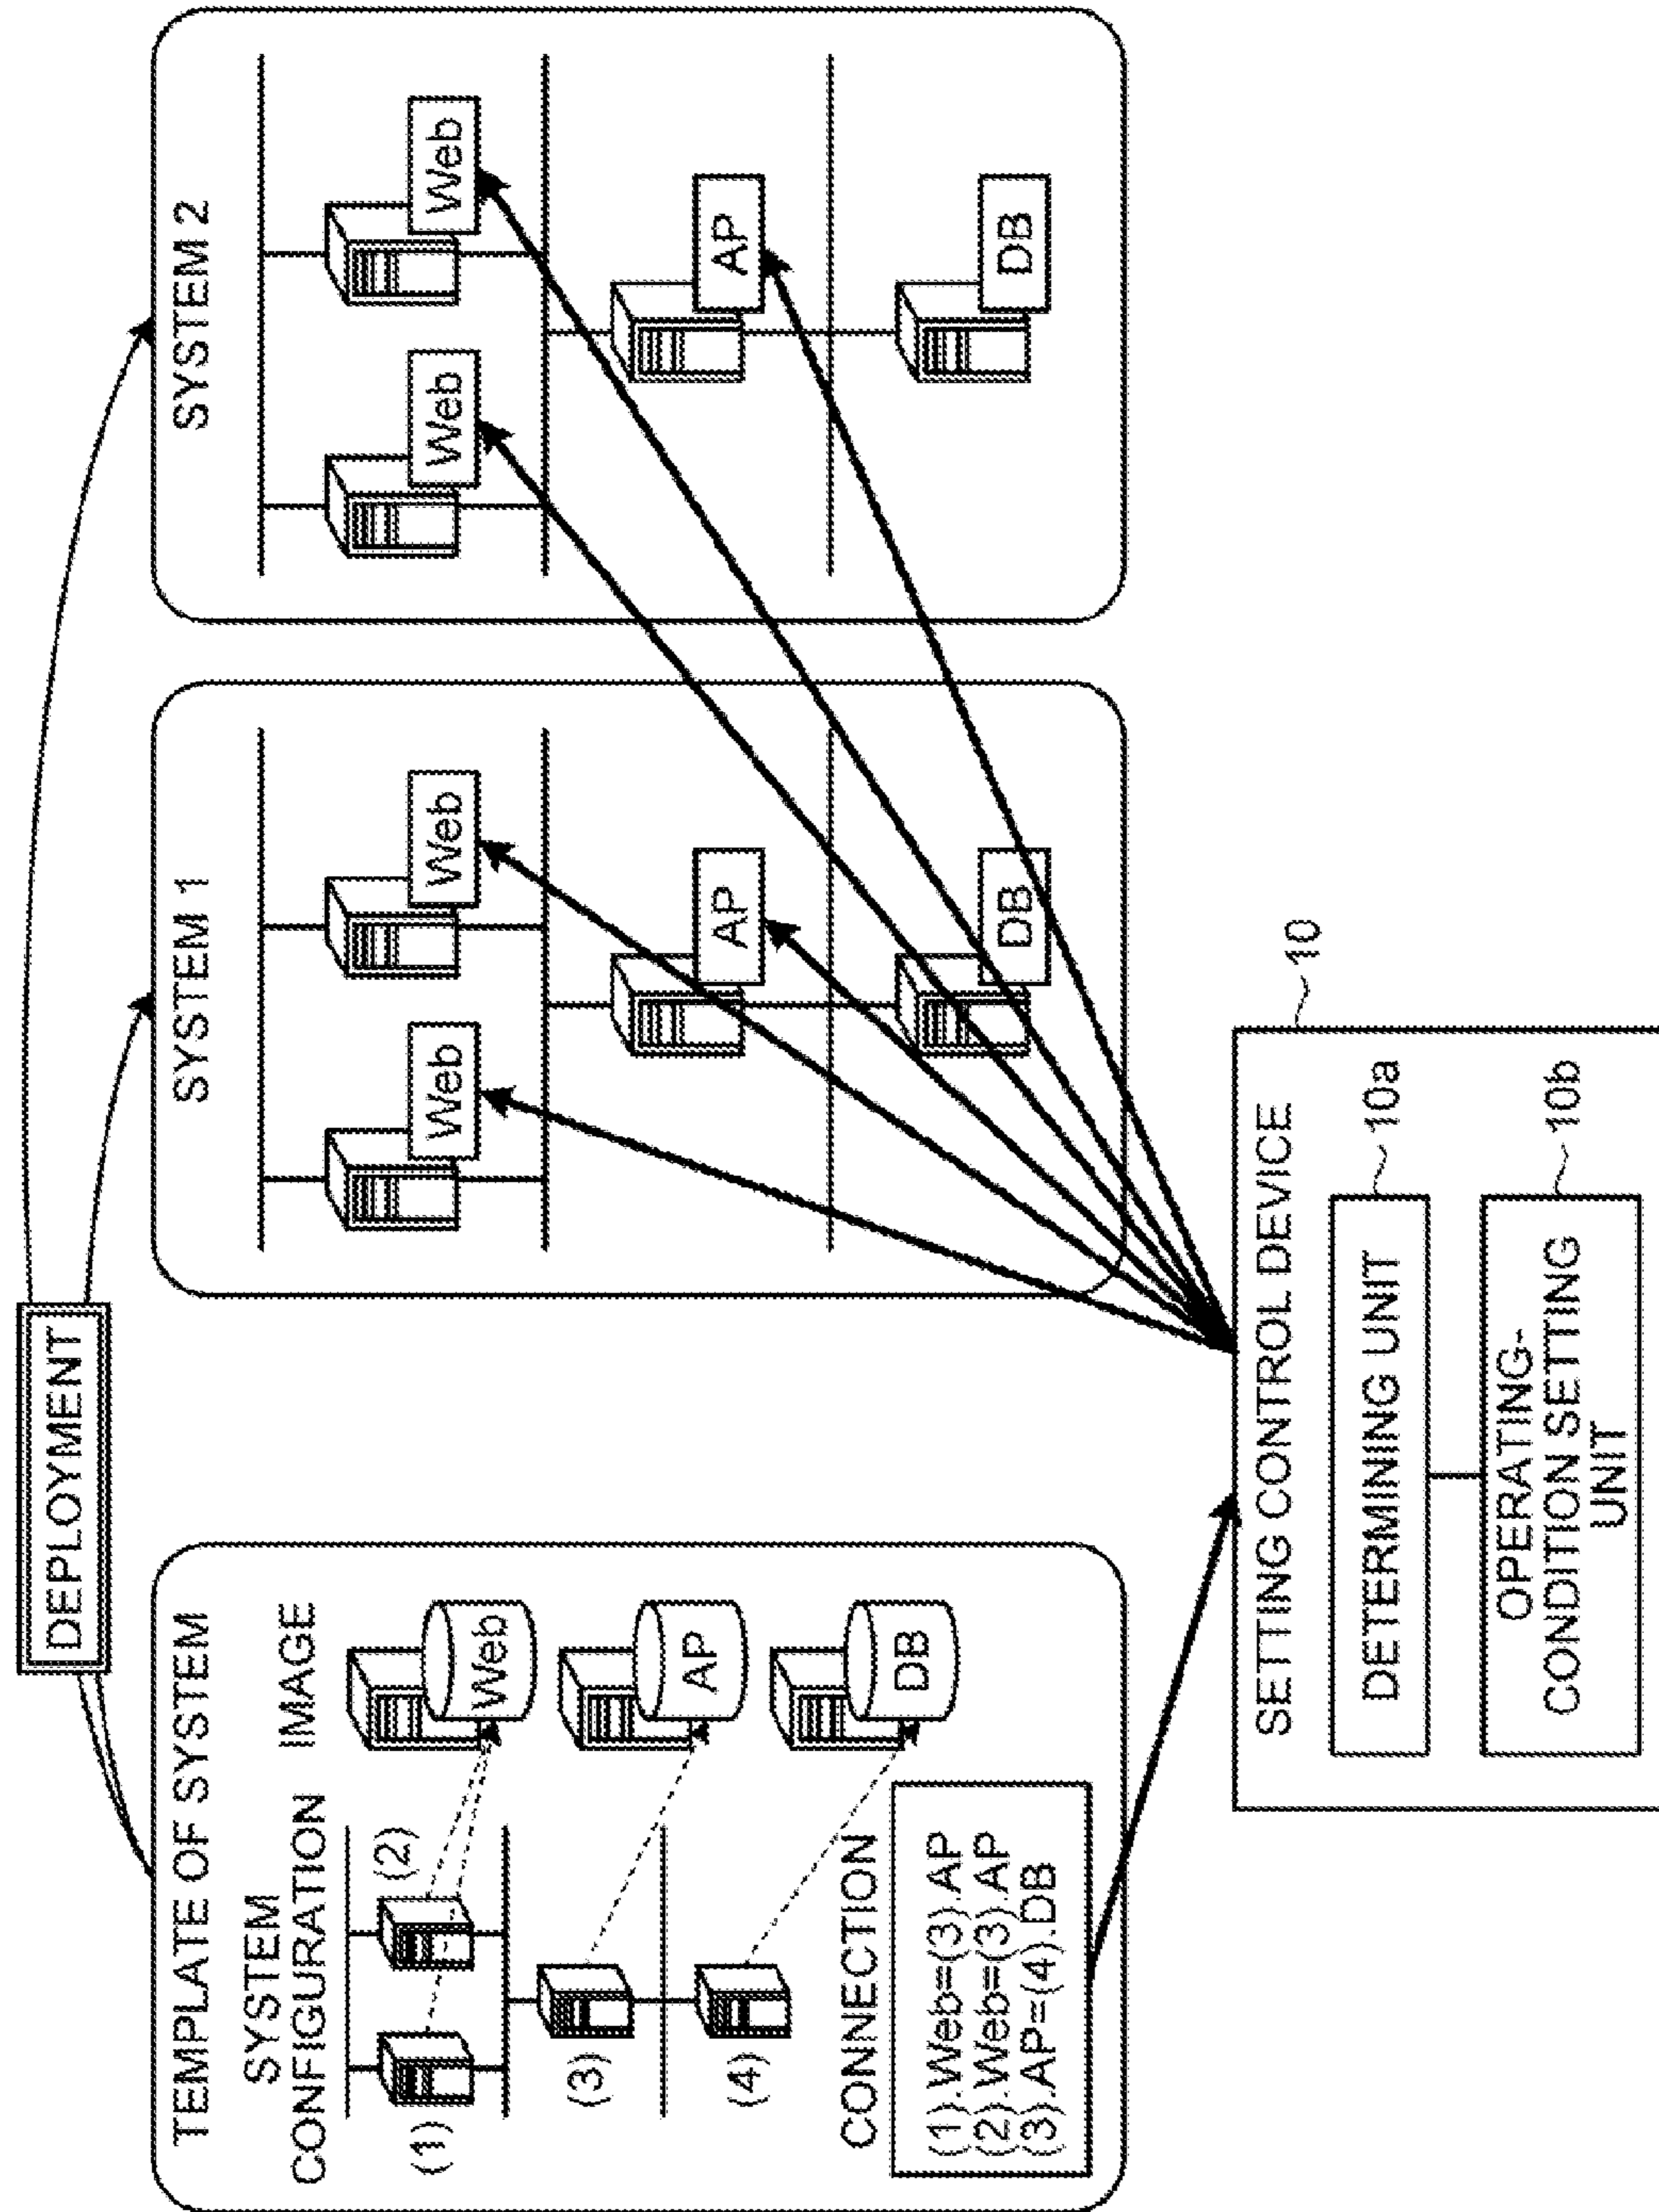 DEPLOYMENT
TEMPLATE OF SYSTEM
SYSTEM
CONFIGURATION
IMAGE
(1)
(2)
(3)
(4)
Web
AP
DB
CONNECTION
(1).Web=(3).AP
(2).Web=(3).AP
(3).AP=(4).DB
SYSTEM 1
Web
Web
AP
DB
SYSTEM 2
Web
Web
AP
DB
10
SETTING CONTROL DEVICE
DETERMINING UNIT
10a
OPERATING-
CONDITION SETTING
UNIT
10b